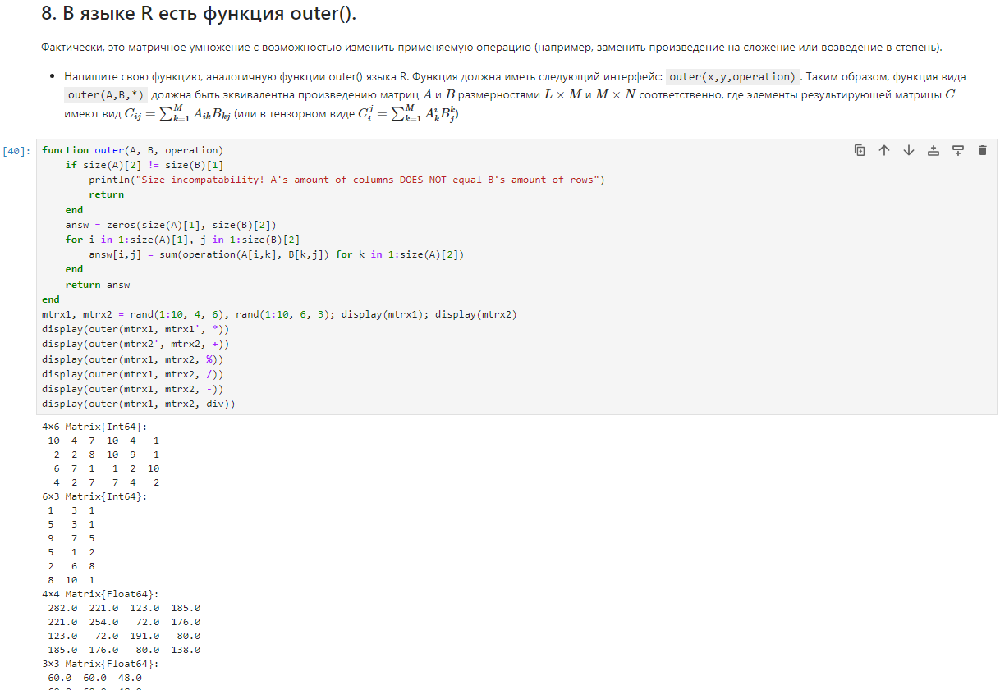 8. В языке R есть функция outer().
Фактически, это матричное умножение с возможностью изменить применяемую операцию (например, заменить произведение на сложение или возведение в степень).
• Напишите свою функцию, аналогичную функции outer() языка R. Функция должна иметь следующий интерфейс: outer(x,y,operation) . Таким образом, функция вида
outer(A,B,*) должна быть эквивалентна произведению матриц A и B размерностями L × M и M × N соответственно, где элементы результирующей матрицы C
имеют вид C_{ij} = ∑_{k=1}^{M} A_{ik}B_{kj} (или в тензорном виде C_i^j = ∑_{k=1}^{M} A_k^i B_j^k)
[40]: function outer(A, B, operation)
    if size(A)[2] != size(B)[1]
        println("Size incompatability! A's amount of columns DOES NOT equal B's amount of rows")
        return
    end
    answ = zeros(size(A)[1], size(B)[2])
    for i in 1:size(A)[1], j in 1:size(B)[2]
        answ[i,j] = sum(operation(A[i,k], B[k,j]) for k in 1:size(A)[2])
    end
    return answ
end
mtrx1, mtrx2 = rand(1:10, 4, 6), rand(1:10, 6, 3); display(mtrx1); display(mtrx2)
display(outer(mtrx1, mtrx1', *))
display(outer(mtrx2', mtrx2, +))
display(outer(mtrx1, mtrx2, %))
display(outer(mtrx1, mtrx2, /))
display(outer(mtrx1, mtrx2, -))
display(outer(mtrx1, mtrx2, div))
4×6 Matrix{Int64}:
 10  4  7  10  4   1
  2  2  8  10  9   1
  6  7  1   1  2  10
  4  2  7   7  4   2
6×3 Matrix{Int64}:
 1   3  1
 5   3  1
 9   7  5
 5   1  2
 2   6  8
 8  10  1
4×4 Matrix{Float64}:
 282.0  221.0  123.0  185.0
 221.0  254.0   72.0  176.0
 123.0   72.0  191.0   80.0
 185.0  176.0   80.0  138.0
3×3 Matrix{Float64}:
 60.0  60.0  48.0